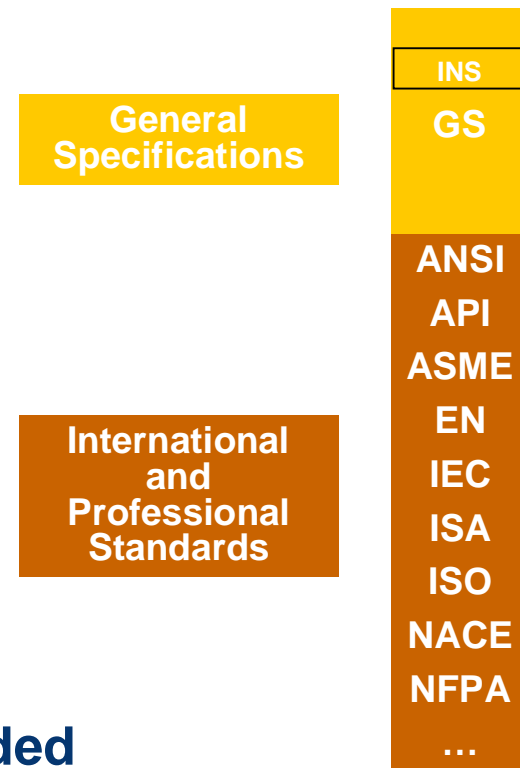 INS
General
Specifications
GS
ANSI
API
ASME
International
and
Professional
Standards
EN
IEC
ISA
ISO
NACE
NFPA
...